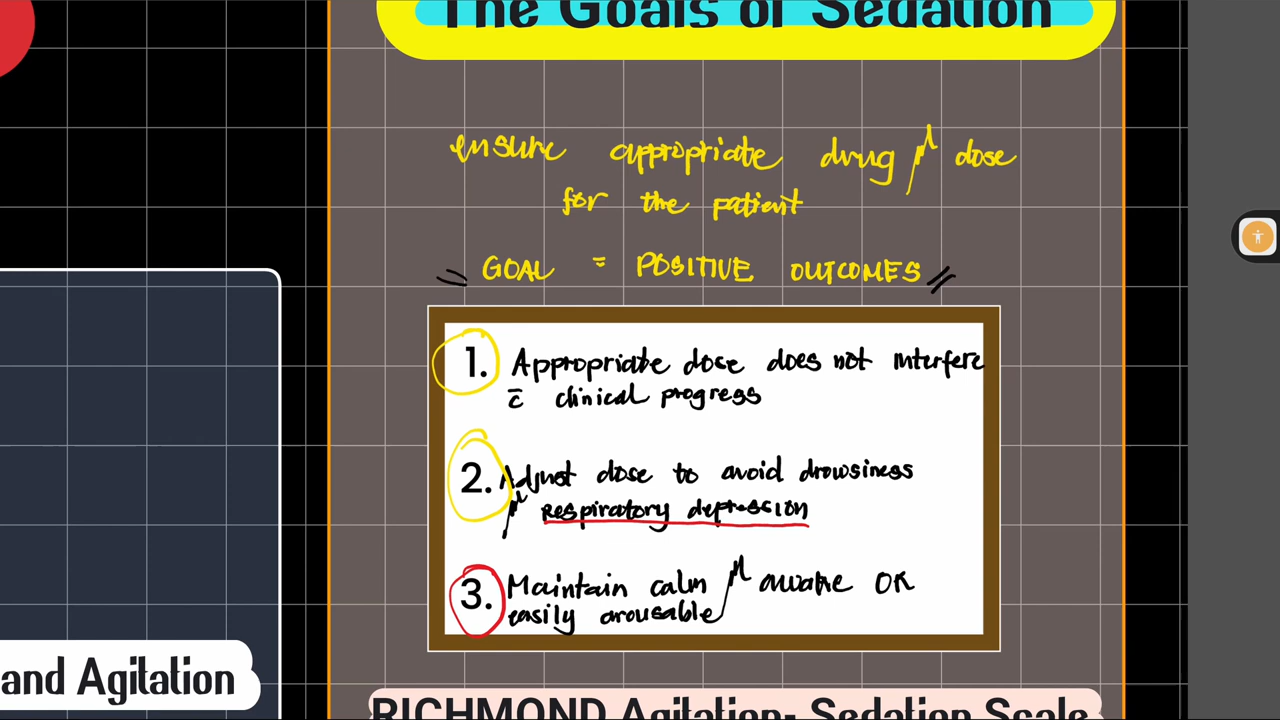 The Goals of Sedation
ensure appropriate drug & dose
for the patient
GOAL = POSITIVE OUTCOMES
1. Appropriate dose does not interfere
c̄ clinical progress
2. Adjust dose to avoid drowsiness
& respiratory depression
3. Maintain calm & awake OR
easily arousable
and Agitation
RICHMOND Agitation- Sedation Scale